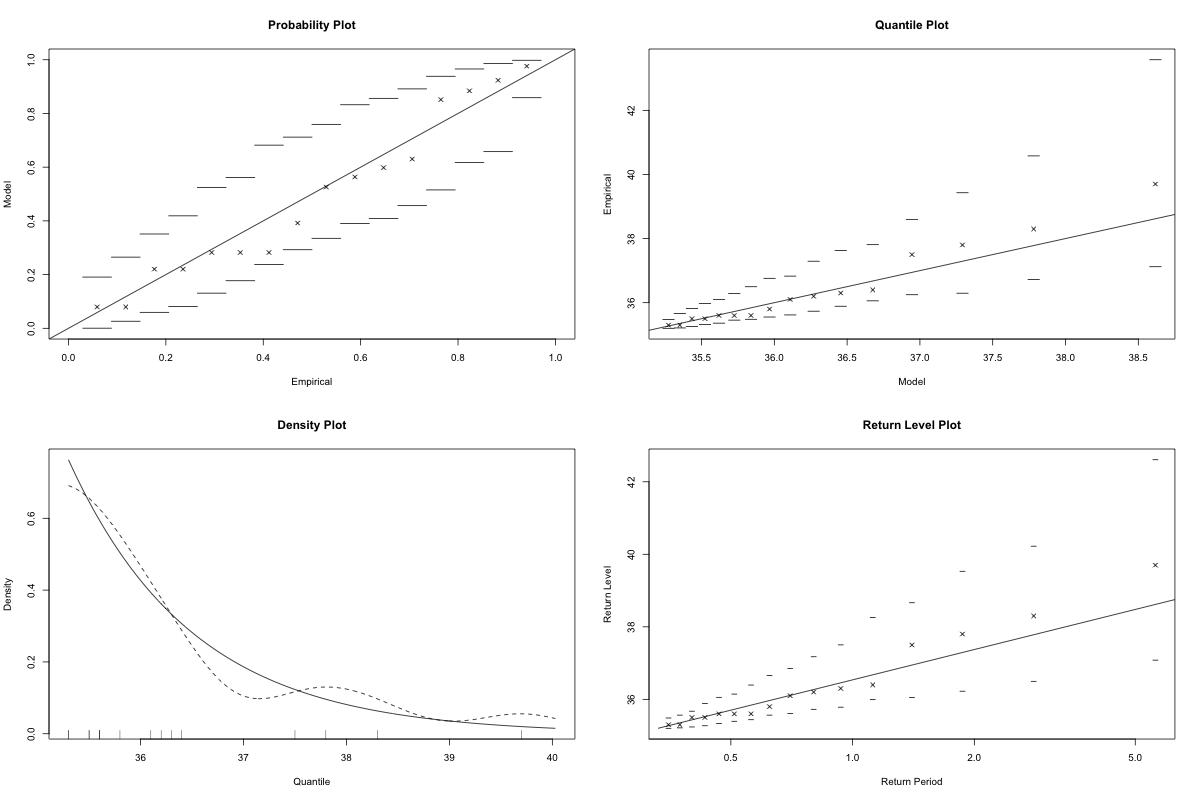 Probability Plot
Model
0.0 0.2 0.4 0.6 0.8 1.0
0.0 0.2 0.4 0.6 0.8 1.0
Empirical
Quantile Plot
Empirical
36 38 40 42
35.5 36.0 36.5 37.0 37.5 38.0 38.5
Model
Density Plot
Density
0.0 0.2 0.4 0.6
36 37 38 39 40
Quantile
Return Level Plot
Return Level
36 38 40 42
0.5 1.0 2.0 5.0
Return Period